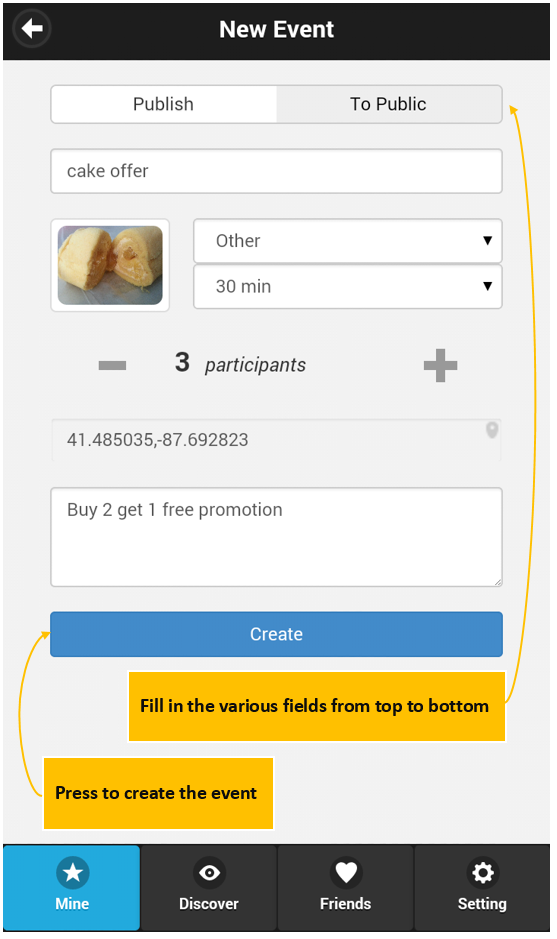 New Event
Publish
To Public
cake offer
Other
30 min
3 participants
41.485035,-87.692823
Buy 2 get 1 free promotion
Create
Fill in the various fields from top to bottom
Press to create the event
Mine
Discover
Friends
Setting